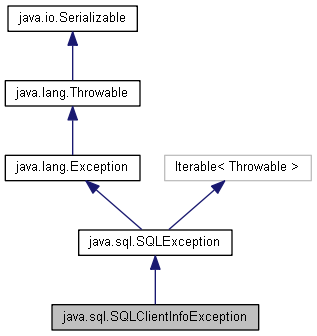 java.io.Serializable
java.lang.Throwable
java.lang.Exception
Iterable< Throwable >
java.sql.SQLException
java.sql.SQLClientInfoException